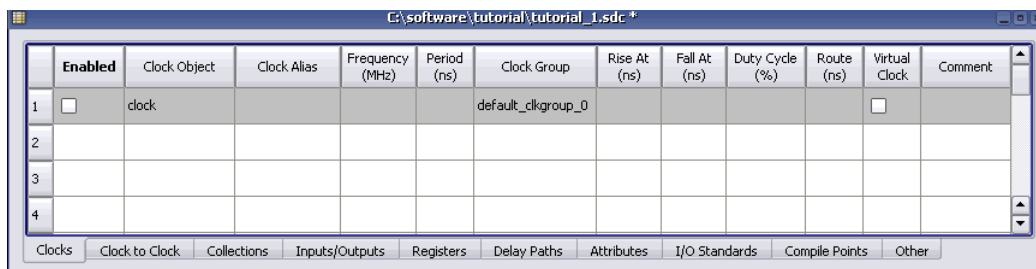 C:\software\tutorial\tutorial_1.sdc *
Enabled Clock Object Clock Alias Frequency (MHz) Period (ns) Clock Group Rise At (ns) Fall At (ns) Duty Cycle (%) Route (ns) Virtual Clock Comment
1 clock default_clkgroup_0
2
3
4
Clocks Clock to Clock Collections Inputs/Outputs Registers Delay Paths Attributes I/O Standards Compile Points Other